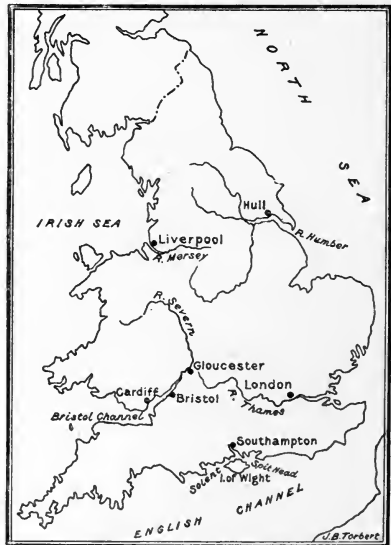 NORTH
SEA
Hull
R. Humber
IRISH SEA
Liverpool
R. Mersey
R. Severn
Gloucester
Cardiff
Bristol
London
R. Thames
Bristol Channel
Southampton
Spit Head
Solent
I. of Wight
ENGLISH CHANNEL
J.B. Torbert